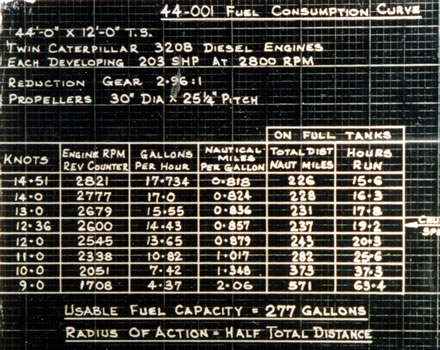 44-001 FUEL CONSUMPTION CURVE
44'-0" X 12'-0" T.S.
TWIN CATERPILLAR 3208 DIESEL ENGINES
EACH DEVELOPING 203 SHP AT 2800 RPM
REDUCTION GEAR 2.96:1
PROPELLERS 30" DIA X 25¼" PITCH
ON FULL TANKS
KNOTS ENGINE RPM REV COUNTER GALLONS PER HOUR NAUTICAL MILES PER GALLON TOTAL DIST NAUT MILES HOURS RUN
14.51 2821 17.734 0.818 226 15.6
14.0 2777 17.0 0.824 228 16.3
13.0 2679 15.55 0.836 231 17.8
12.36 2600 14.43 0.857 237 19.2
12.0 2545 13.65 0.879 243 20.3
11.0 2338 10.82 1.017 282 25.6
10.0 2051 7.42 1.348 373 37.3
9.0 1708 4.37 2.06 571 63.4
USABLE FUEL CAPACITY = 277 GALLONS
RADIUS OF ACTION = HALF TOTAL DISTANCE